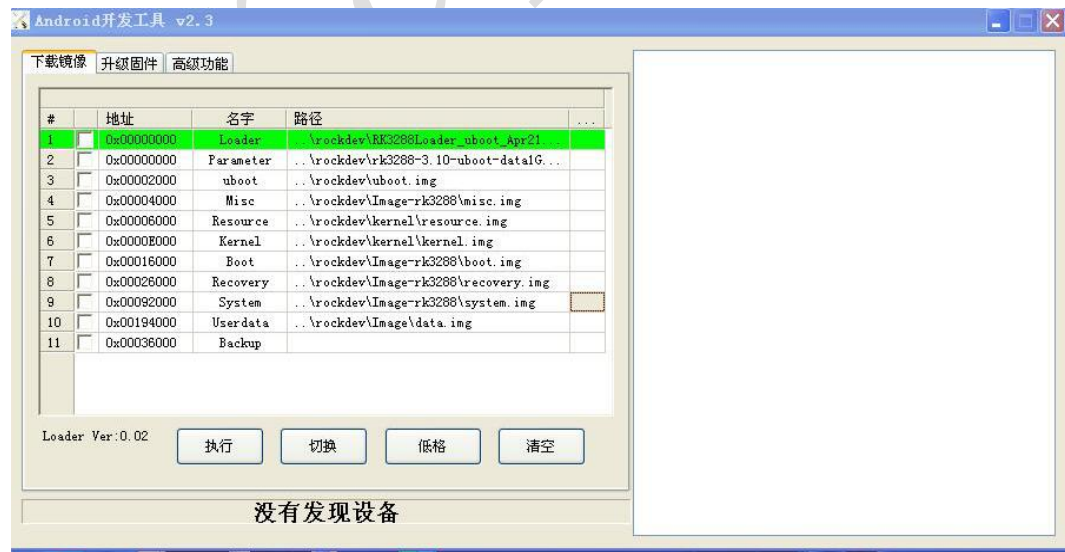 Android开发工具 v2.3
下载镜像 升级固件 高级功能
# 地址 名字 路径 ...
1 0x00000000 Loader ..\rockdev\RK3288Loader_uboot_Apr21...
2 0x00000000 Parameter ..\rockdev\rk3288-3.10-uboot-data1G...
3 0x00002000 uboot ..\rockdev\uboot.img
4 0x00004000 Misc ..\rockdev\Image-rk3288\misc.img
5 0x00006000 Resource ..\rockdev\kernel\resource.img
6 0x0000E000 Kernel ..\rockdev\kernel\kernel.img
7 0x00016000 Boot ..\rockdev\Image-rk3288\boot.img
8 0x00026000 Recovery ..\rockdev\Image-rk3288\recovery.img
9 0x00092000 System ..\rockdev\Image-rk3288\system.img
10 0x00194000 Userdata ..\rockdev\Image\data.img
11 0x00036000 Backup
Loader Ver:0.02 执行 切换 低格 清空
没有发现设备